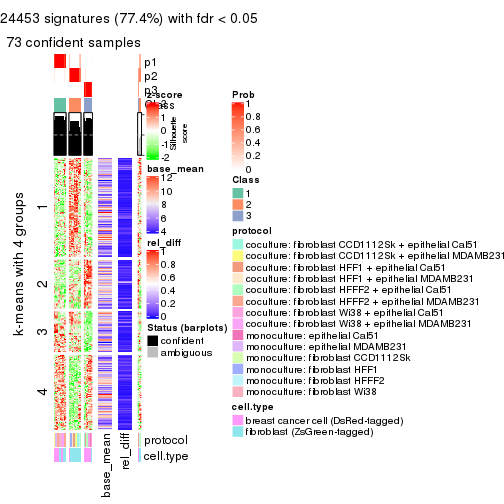 24453 signatures (77.4%) with fdr < 0.05
73 confident samples
p1
p2
p3
Class
Silhouette
score
k-means with 4 groups
1
2
3
4
protocol
cell.type
base_mean
rel_diff
z-score
2
1
0
-1
-2
base_mean
12
10
8
6
4
rel_diff
1
0.8
0.6
0.4
0.2
0
Status (barplots)
confident
ambiguous
Prob
1
0.8
0.6
0.4
0.2
0
Class
1
2
3
protocol
coculture: fibroblast CCD1112Sk + epithelial Cal51
coculture: fibroblast CCD1112Sk + epithelial MDAMB231
coculture: fibroblast HFF1 + epithelial Cal51
coculture: fibroblast HFF1 + epithelial MDAMB231
coculture: fibroblast HFFF2 + epithelial Cal51
coculture: fibroblast HFFF2 + epithelial MDAMB231
coculture: fibroblast Wi38 + epithelial Cal51
coculture: fibroblast Wi38 + epithelial MDAMB231
monoculture: epithelial Cal51
monoculture: epithelial MDAMB231
monoculture: fibroblast CCD1112Sk
monoculture: fibroblast HFF1
monoculture: fibroblast HFFF2
monoculture: fibroblast Wi38
cell.type
breast cancer cell (DsRed-tagged)
fibroblast (ZsGreen-tagged)